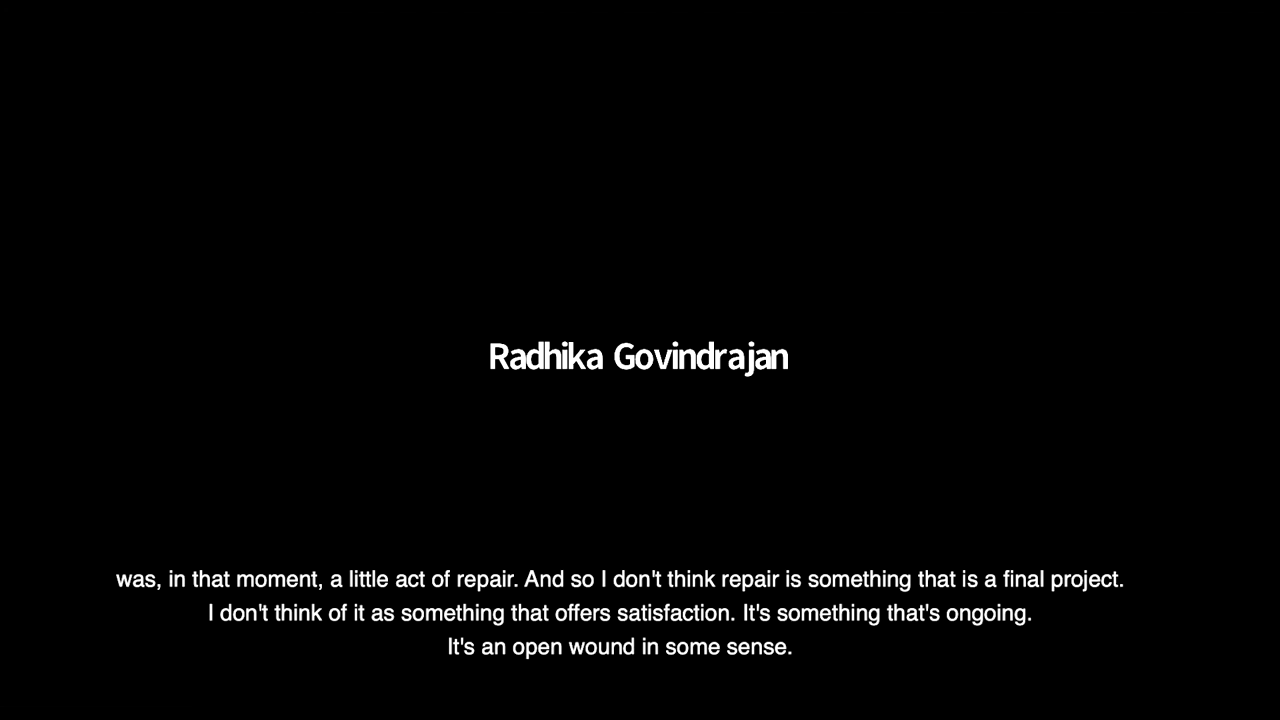 Radhika Govindrajan
was, in that moment, a little act of repair. And so I don't think repair is something that is a final project.
I don't think of it as something that offers satisfaction. It's something that's ongoing.
It's an open wound in some sense.